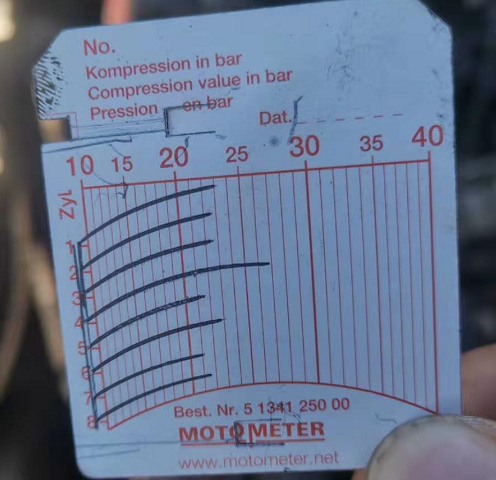 No.
Kompression in bar
Compression value in bar
Pression en bar
Dat.
10 15 20 25 30 35 40
Zyl
1
2
3
4
5
6
7
8
Best. Nr. 5 1341 250 00
MOTOMETER
www.motometer.net